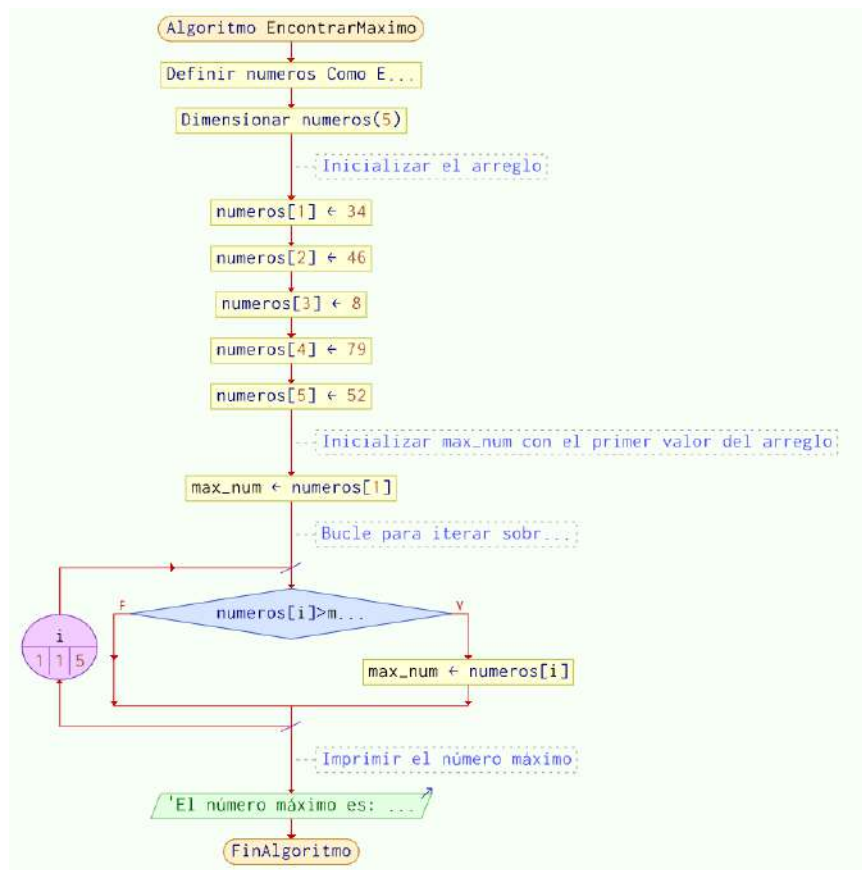 Algoritmo EncontrarMaximo
Definir numeros Como E...
Dimensionar numeros(5)
Inicializar el arreglo
numeros[1] ← 34
numeros[2] ← 46
numeros[3] ← 8
numeros[4] ← 79
numeros[5] ← 52
Inicializar max_num con el primer valor del arreglo
max_num ← numeros[1]
Bucle para iterar sobr...
F
numeros[i]>m...
V
i
1 1 5
max_num ← numeros[i]
Imprimir el número máximo
'El número máximo es: ...
FinAlgoritmo